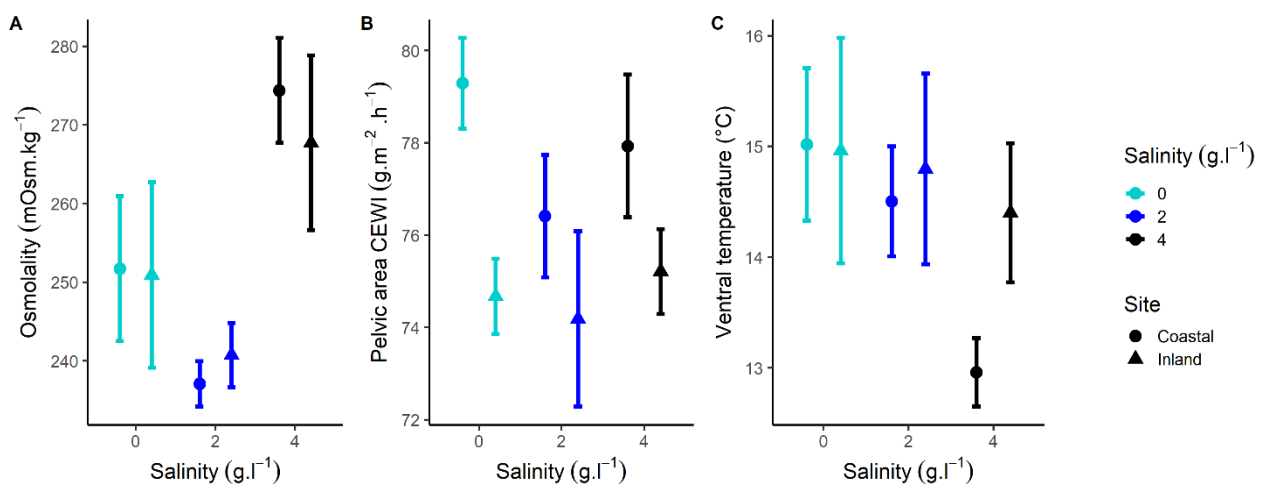 A
Osmolality (mOsm.kg⁻¹)
280
270
260
250
240
0
2
4
Salinity (g.l⁻¹)
B
Pelvic area CEWl (g.m⁻² .h⁻¹)
80
78
76
74
72
0
2
4
Salinity (g.l⁻¹)
C
Ventral temperature (°C)
16
15
14
13
0
2
4
Salinity (g.l⁻¹)
Salinity (g.l⁻¹)
0
2
4
Site
Coastal
Inland